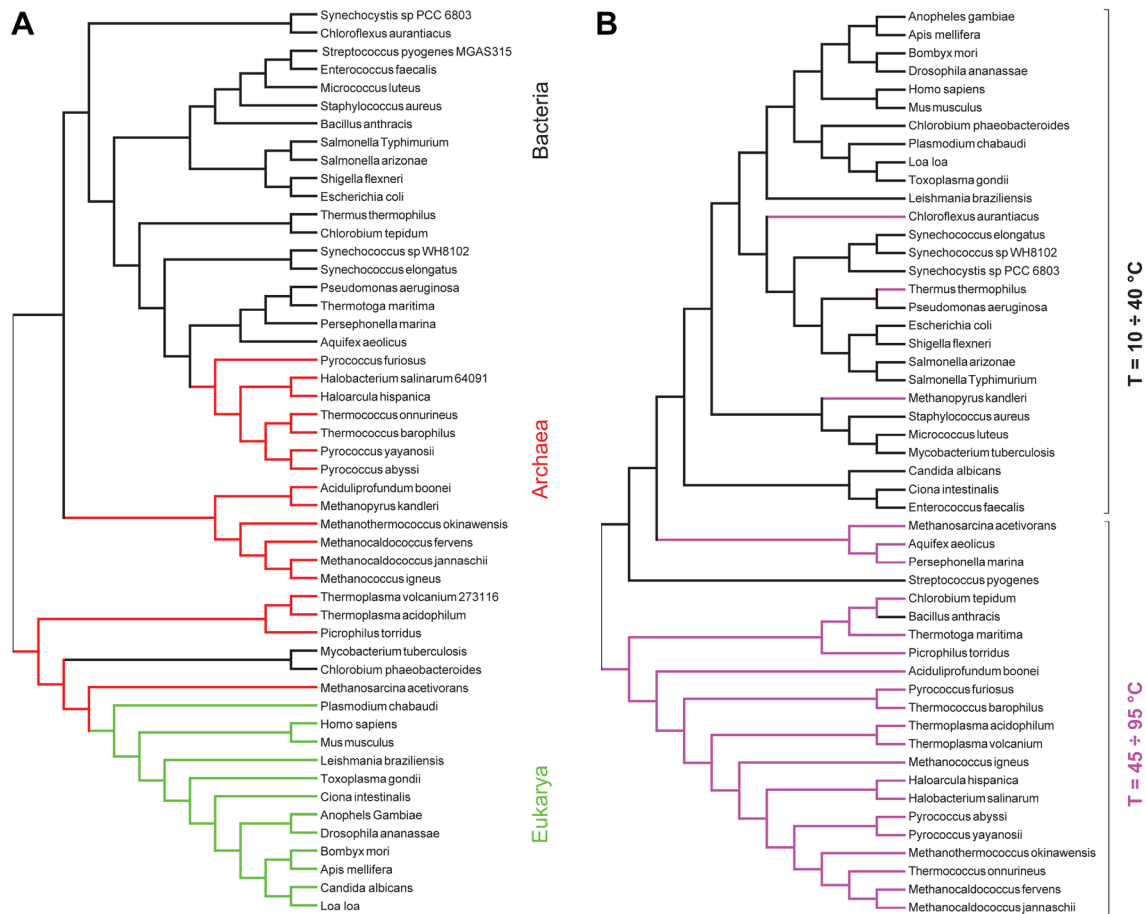 A
Synechocystis sp PCC 6803
Chloroflexus aurantiacus
Streptococcus pyogenes MGAS315
Enterococcus faecalis
Micrococcus luteus
Staphylococcus aureus
Bacillus anthracis
Salmonella Typhimurium
Salmonella arizonae
Shigella flexneri
Escherichia coli
Thermus thermophilus
Chlorobium tepidum
Synechococcus sp WH8102
Synechococcus elongatus
Pseudomonas aeruginosa
Thermotoga maritima
Persephonella marina
Aquifex aeolicus
Pyrococcus furiosus
Halobacterium salinarum 64091
Haloarcula hispanica
Thermococcus onnurineus
Thermococcus barophilus
Pyrococcus yayanosii
Pyrococcus abyssi
Aciduliprofundum boonei
Methanopyrus kandleri
Methanothermococcus okinawensis
Methanocaldococcus fervens
Methanocaldococcus jannaschii
Methanococcus igneus
Thermoplasma volcanium 273116
Thermoplasma acidophilum
Picrophilus torridus
Mycobacterium tuberculosis
Chlorobium phaeobacteroides
Methanosarcina acetivorans
Plasmodium chabaudi
Homo sapiens
Mus musculus
Leishmania braziliensis
Toxoplasma gondii
Ciona intestinalis
Anophels Gambiae
Drosophila ananassae
Bombyx mori
Apis mellifera
Candida albicans
Loa loa
Bacteria
Archaea
Eukarya
B
Anopheles gambiae
Apis mellifera
Bombyx mori
Drosophila ananassae
Homo sapiens
Mus musculus
Chlorobium phaeobacteroides
Plasmodium chabaudi
Loa loa
Toxoplasma gondii
Leishmania braziliensis
Chloroflexus aurantiacus
Synechococcus elongatus
Synechococcus sp WH8102
Synechocystis sp PCC 6803
Thermus thermophilus
Pseudomonas aeruginosa
Escherichia coli
Shigella flexneri
Salmonella arizonae
Salmonella Typhimurium
Methanopyrus kandleri
Staphylococcus aureus
Micrococcus luteus
Mycobacterium tuberculosis
Candida albicans
Ciona intestinalis
Enterococcus faecalis
Methanosarcina acetivorans
Aquifex aeolicus
Persephonella marina
Streptococcus pyogenes
Chlorobium tepidum
Bacillus anthracis
Thermotoga maritima
Picrophilus torridus
Aciduliprofundum boonei
Pyrococcus furiosus
Thermococcus barophilus
Thermoplasma acidophilum
Thermoplasma volcanium
Methanococcus igneus
Haloarcula hispanica
Halobacterium salinarum
Pyrococcus abyssi
Pyrococcus yayanosii
Methanothermococcus okinawensis
Thermococcus onnurineus
Methanocaldococcus fervens
Methanocaldococcus jannaschii
T = 10 ÷ 40 °C
T = 45 ÷ 95 °C